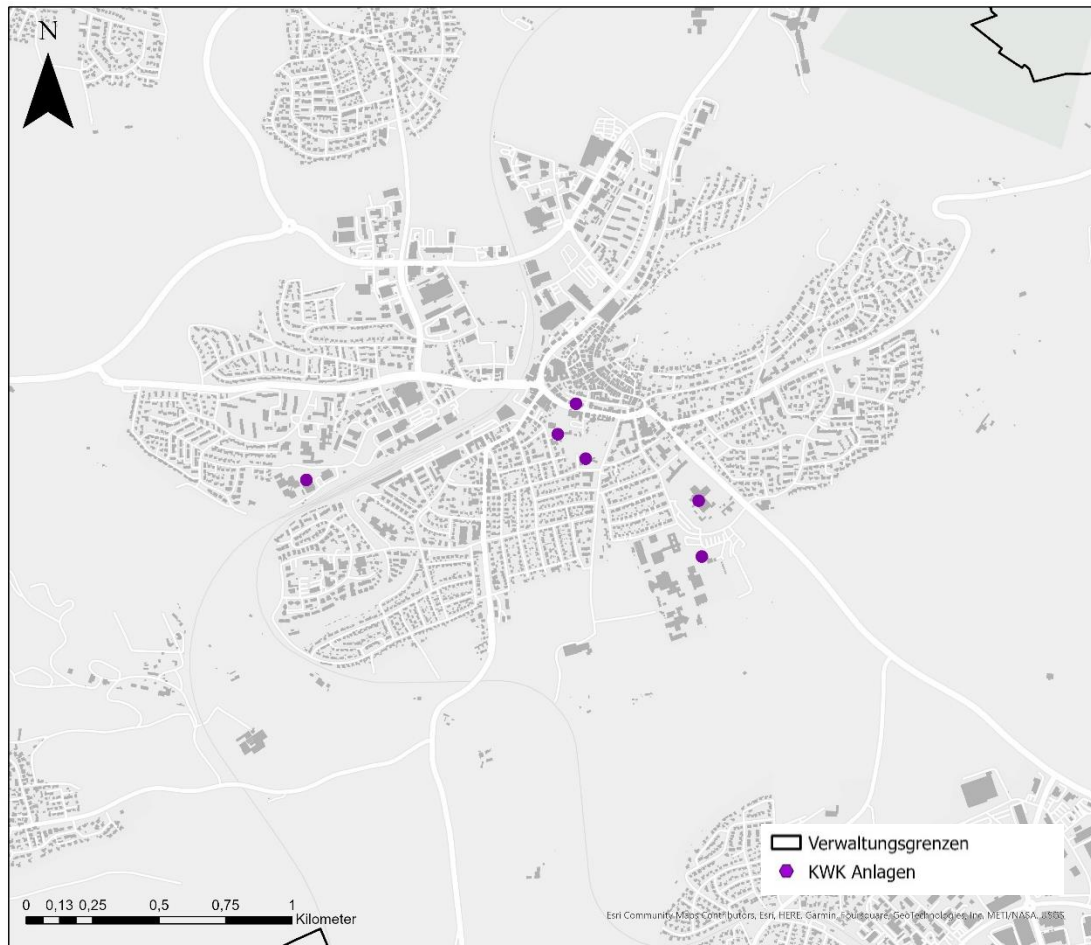 N
Verwaltungsgrenzen
KWK Anlagen
0 0,13 0,25 0,5 0,75 1
Kilometer
Esri Community Maps Contributors, Esri, HERE, Garmin, Foursquare, GeoTechnologies, Inc, METI/NASA, USGS